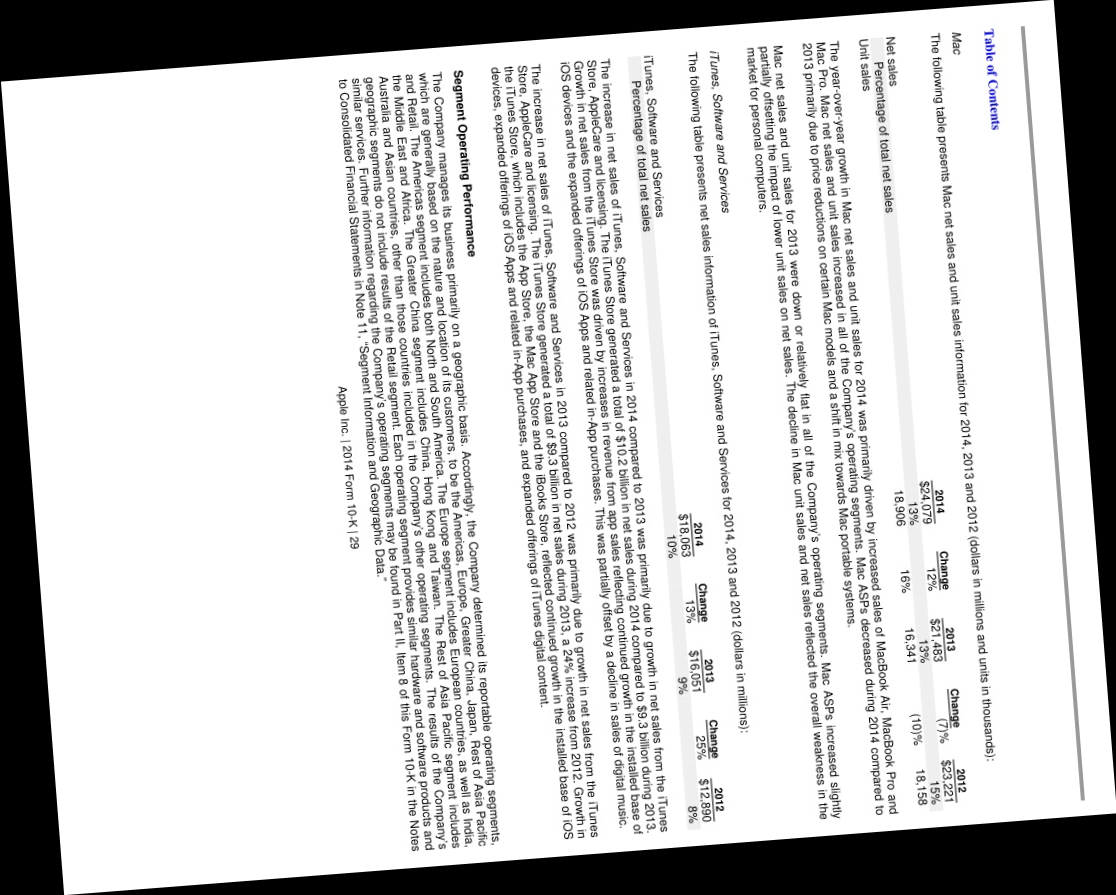 Table of Contents
Mac
The following table presents Mac net sales and unit sales information for 2014, 2013 and 2012 (dollars in millions and units in thousands):
2014 Change 2013 Change 2012
Net sales $24,079 12% $21,483 (7)% $23,221
Percentage of total net sales 13% 13% 15%
Unit sales 18,906 16% 16,341 (10)% 18,158
The year-over-year growth in Mac net sales and unit sales for 2014 was primarily driven by increased sales of MacBook Air, MacBook Pro and
Mac Pro. Mac net sales and unit sales increased in all of the Company's operating segments. Mac ASPs decreased during 2014 compared to
2013 primarily due to price reductions on certain Mac models and a shift in mix towards Mac portable systems.
Mac net sales and unit sales for 2013 were down or relatively flat in all of the Company's operating segments. Mac ASPs increased slightly
partially offsetting the impact of lower unit sales on net sales. The decline in Mac unit sales and net sales reflected the overall weakness in the
market for personal computers.
iTunes, Software and Services
The following table presents net sales information of iTunes, Software and Services for 2014, 2013 and 2012 (dollars in millions):
2014 Change 2013 Change 2012
iTunes, Software and Services $18,063 13% $16,051 25% $12,890
Percentage of total net sales 10% 9% 8%
The increase in net sales of iTunes, Software and Services in 2014 compared to 2013 was primarily due to growth in net sales from the iTunes
Store, AppleCare and licensing. The iTunes Store generated a total of $10.2 billion in net sales during 2014 compared to $9.3 billion during 2013.
Growth in net sales from the iTunes Store was driven by increases in revenue from app sales reflecting continued growth in the installed base of
iOS devices and the expanded offerings of iOS Apps and related in-App purchases. This was partially offset by a decline in sales of digital music.
The increase in net sales of iTunes, Software and Services in 2013 compared to 2012 was primarily due to growth in net sales from the iTunes
Store, AppleCare and licensing. The iTunes Store generated a total of $9.3 billion in net sales during 2013, a 24% increase from 2012. Growth in
the iTunes Store, which includes the App Store, the Mac App Store and the iBooks Store, reflected continued growth in the installed base of iOS
devices, expanded offerings of iOS Apps and related in-App purchases, and expanded offerings of iTunes digital content.
Segment Operating Performance
The Company manages its business primarily on a geographic basis. Accordingly, the Company determined its reportable operating segments,
which are generally based on the nature and location of its customers, to be the Americas, Europe, Greater China, Japan, Rest of Asia Pacific
and Retail. The Americas segment includes both North and South America. The Europe segment includes European countries, as well as India,
the Middle East and Africa. The Greater China segment includes China, Hong Kong and Taiwan. The Rest of Asia Pacific segment includes
Australia and Asian countries, other than those countries included in the Company's other operating segments. The results of the Company's
geographic segments do not include results of the Retail segment. Each operating segment provides similar hardware and software products and
similar services. Further information regarding the Company's operating segments may be found in Part II, Item 8 of this Form 10-K in the Notes
to Consolidated Financial Statements in Note 11, "Segment Information and Geographic Data."
Apple Inc. | 2014 Form 10-K | 29